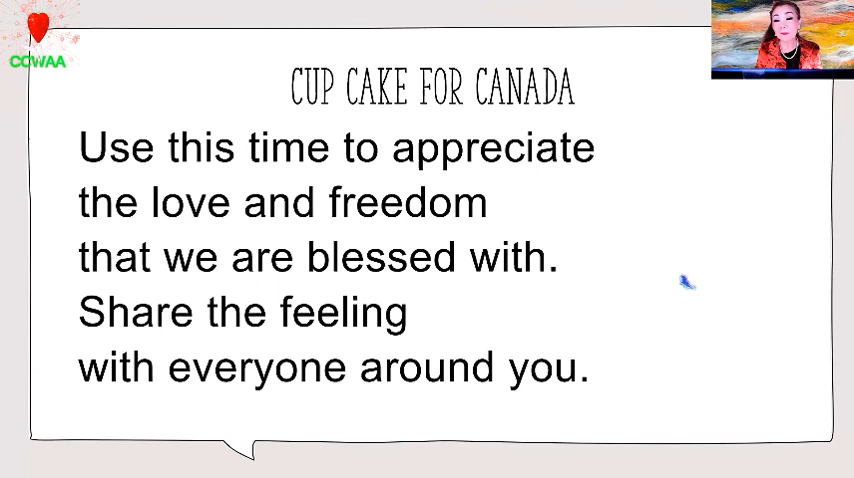 CCWAA
CUP CAKE FOR CANADA
Use this time to appreciate
the love and freedom
that we are blessed with.
Share the feeling
with everyone around you.